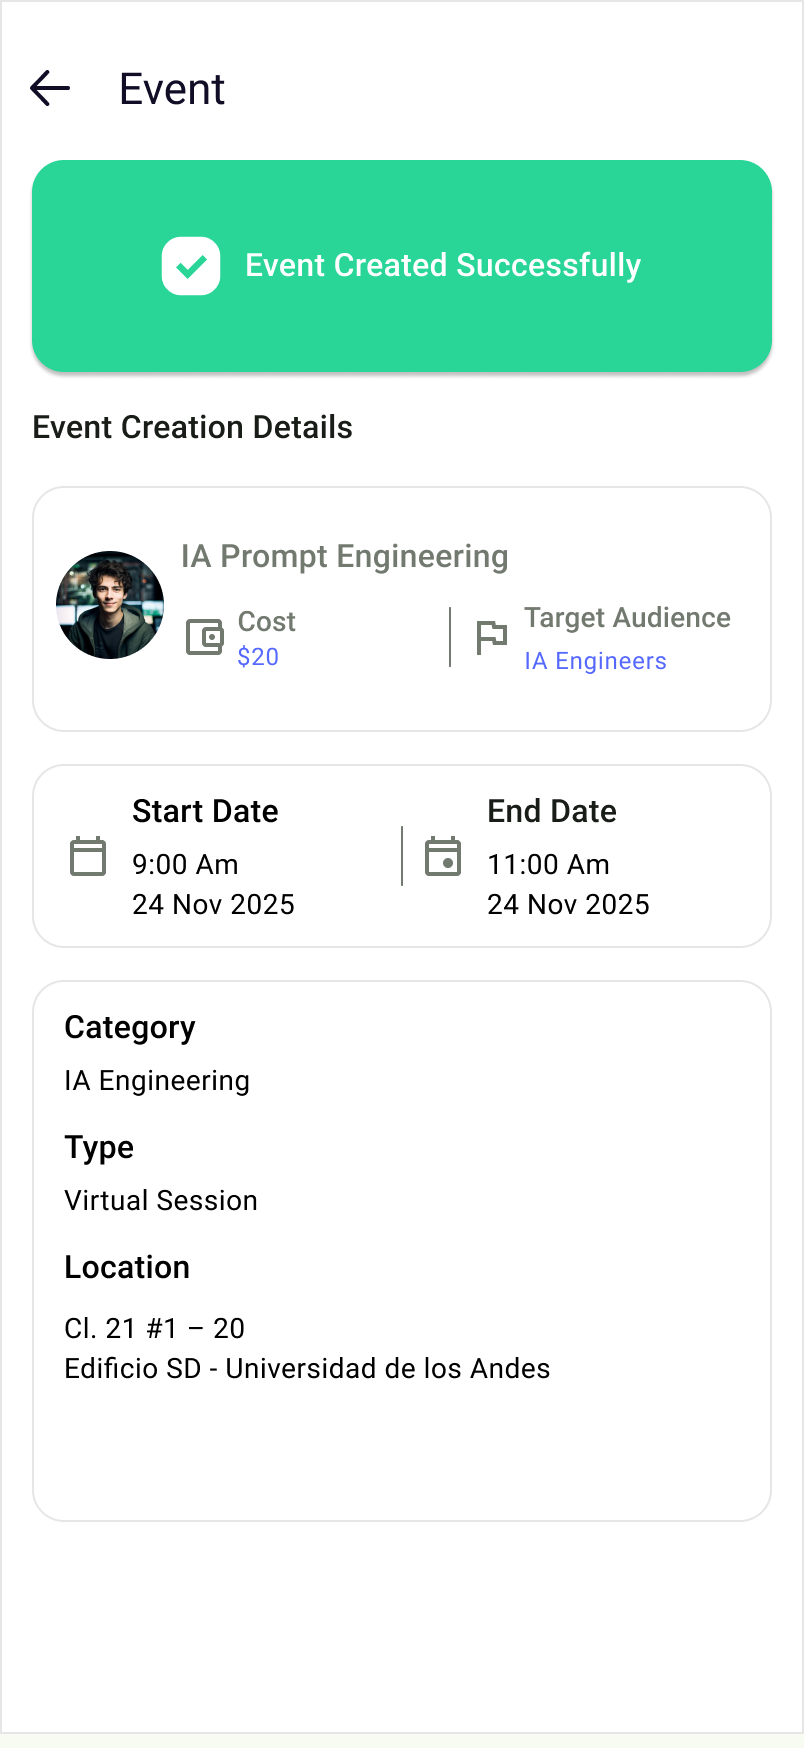 Event
Event Created Successfully
Event Creation Details
IA Prompt Engineering
Cost
$20
Target Audience
IA Engineers
Start Date
9:00 Am
24 Nov 2025
End Date
11:00 Am
24 Nov 2025
Category
IA Engineering
Type
Virtual Session
Location
Cl. 21 #1 – 20
Edificio SD - Universidad de los Andes